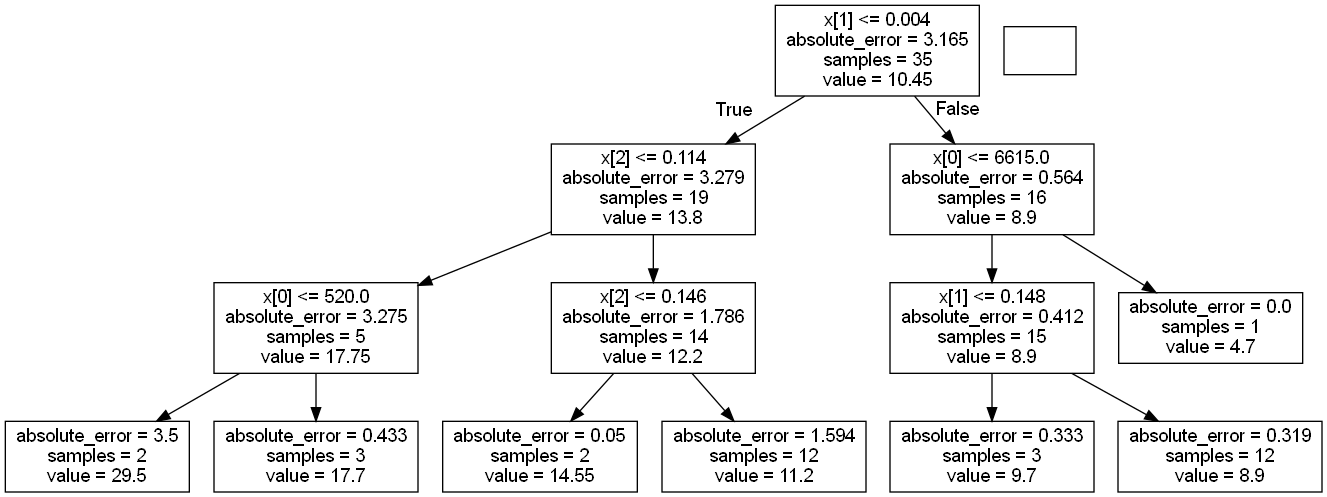 x[1] <= 0.004
absolute_error = 3.165
samples = 35
value = 10.45
True
False
x[2] <= 0.114
absolute_error = 3.279
samples = 19
value = 13.8
x[0] <= 6615.0
absolute_error = 0.564
samples = 16
value = 8.9
x[0] <= 520.0
absolute_error = 3.275
samples = 5
value = 17.75
x[2] <= 0.146
absolute_error = 1.786
samples = 14
value = 12.2
x[1] <= 0.148
absolute_error = 0.412
samples = 15
value = 8.9
absolute_error = 0.0
samples = 1
value = 4.7
absolute_error = 3.5
samples = 2
value = 29.5
absolute_error = 0.433
samples = 3
value = 17.7
absolute_error = 0.05
samples = 2
value = 14.55
absolute_error = 1.594
samples = 12
value = 11.2
absolute_error = 0.333
samples = 3
value = 9.7
absolute_error = 0.319
samples = 12
value = 8.9